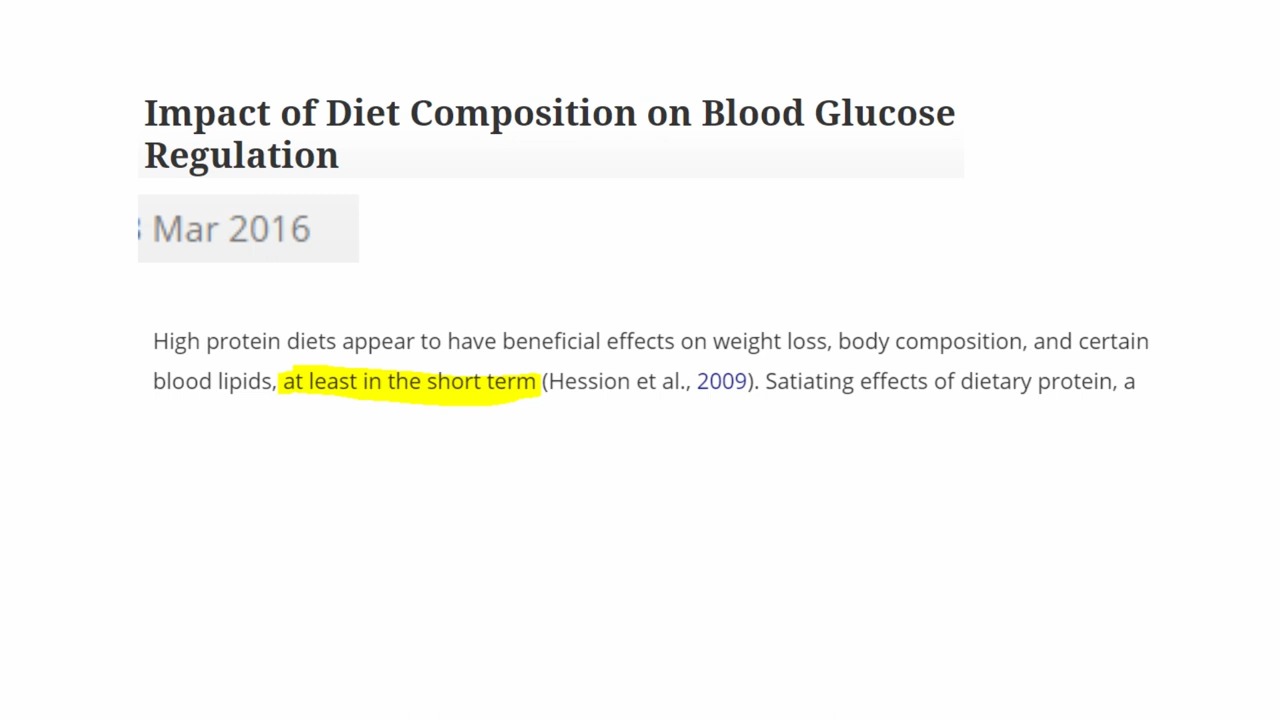 Impact of Diet Composition on Blood Glucose
Regulation
Mar 2016
High protein diets appear to have beneficial effects on weight loss, body composition, and certain
blood lipids, at least in the short term (Hession et al., 2009). Satiating effects of dietary protein, a